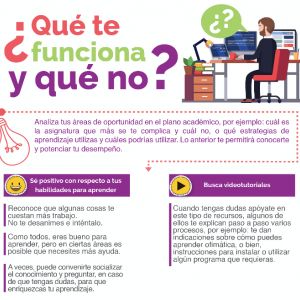 ¿Qué te
funciona
y qué no?
¿?
Analiza tus áreas de oportunidad en el plano académico, por ejemplo: cuál es
la asignatura que más se te complica y cuál no, o qué estrategias de
aprendizaje utilizas y cuáles podrías utilizar. Lo anterior te permitirá conocerte
y potenciar tu desempeño.
Sé positivo con respecto a tus
habilidades para aprender
Reconoce que algunas cosas te
cuestan más trabajo.
No te desanimes e inténtalo.
Como todos, eres bueno para
aprender, pero en ciertas áreas es
posible que necesites más ayuda.
A veces, puede convenirte socializar
el conocimiento y preguntar, en caso
de que tengas dudas, para que
enriquezcas tu aprendizaje.
Busca videotutoriales
Cuando tengas dudas apóyate en
este tipo de recursos, algunos de
ellos te explican paso a paso varios
procesos, por ejemplo: te dan
indicaciones sobre cómo puedes
aprender ofimática, o bien,
instrucciones para instalar o utilizar
algún programa que requieras.